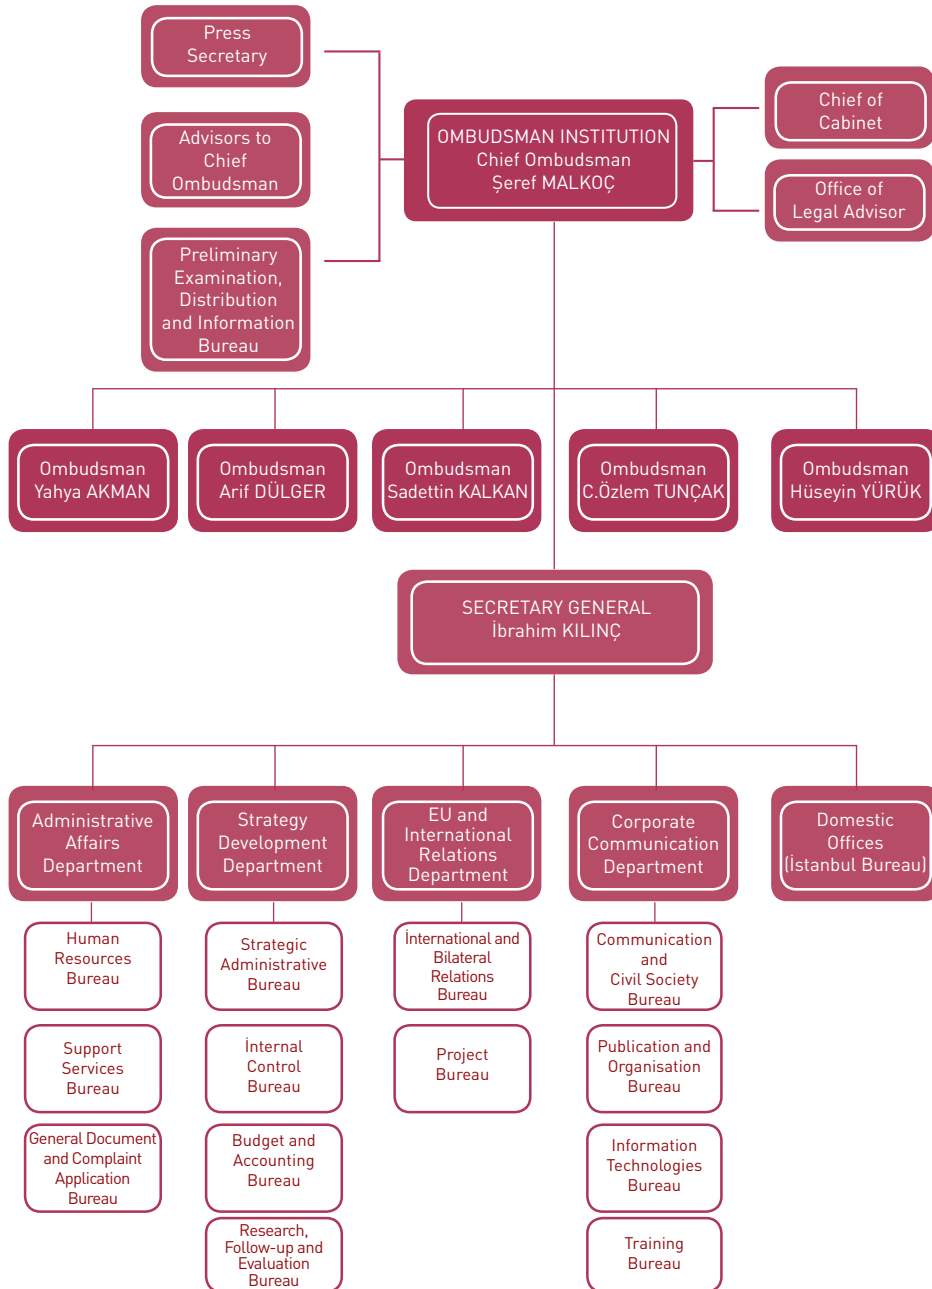 Press
Secretary
Advisors to
Chief
Ombudsman
Preliminary
Examination,
Distribution
and Information
Bureau
OMBUDSMAN INSTITUTION
Chief Ombudsman
Şeref MALKOÇ
Chief of
Cabinet
Office of
Legal Advisor
Ombudsman
Yahya AKMAN
Ombudsman
Arif DÜLGER
Ombudsman
Sadettin KALKAN
Ombudsman
C.Özlem TUNÇAK
Ombudsman
Hüseyin YÜRÜK
SECRETARY GENERAL
İbrahim KILINÇ
Administrative
Affairs
Department
Strategy
Development
Department
EU and
International
Relations
Department
Corporate
Communication
Department
Domestic
Offices
(İstanbul Bureau)
Human
Resources
Bureau
Support
Services
Bureau
General Document
and Complaint
Application
Bureau
Strategic
Administrative
Bureau
İnternal
Control
Bureau
Budget and
Accounting
Bureau
Research,
Follow-up and
Evaluation
Bureau
İnternational and
Bilateral
Relations
Bureau
Project
Bureau
Communication
and
Civil Society
Bureau
Publication and
Organisation
Bureau
Information
Technologies
Bureau
Training
Bureau